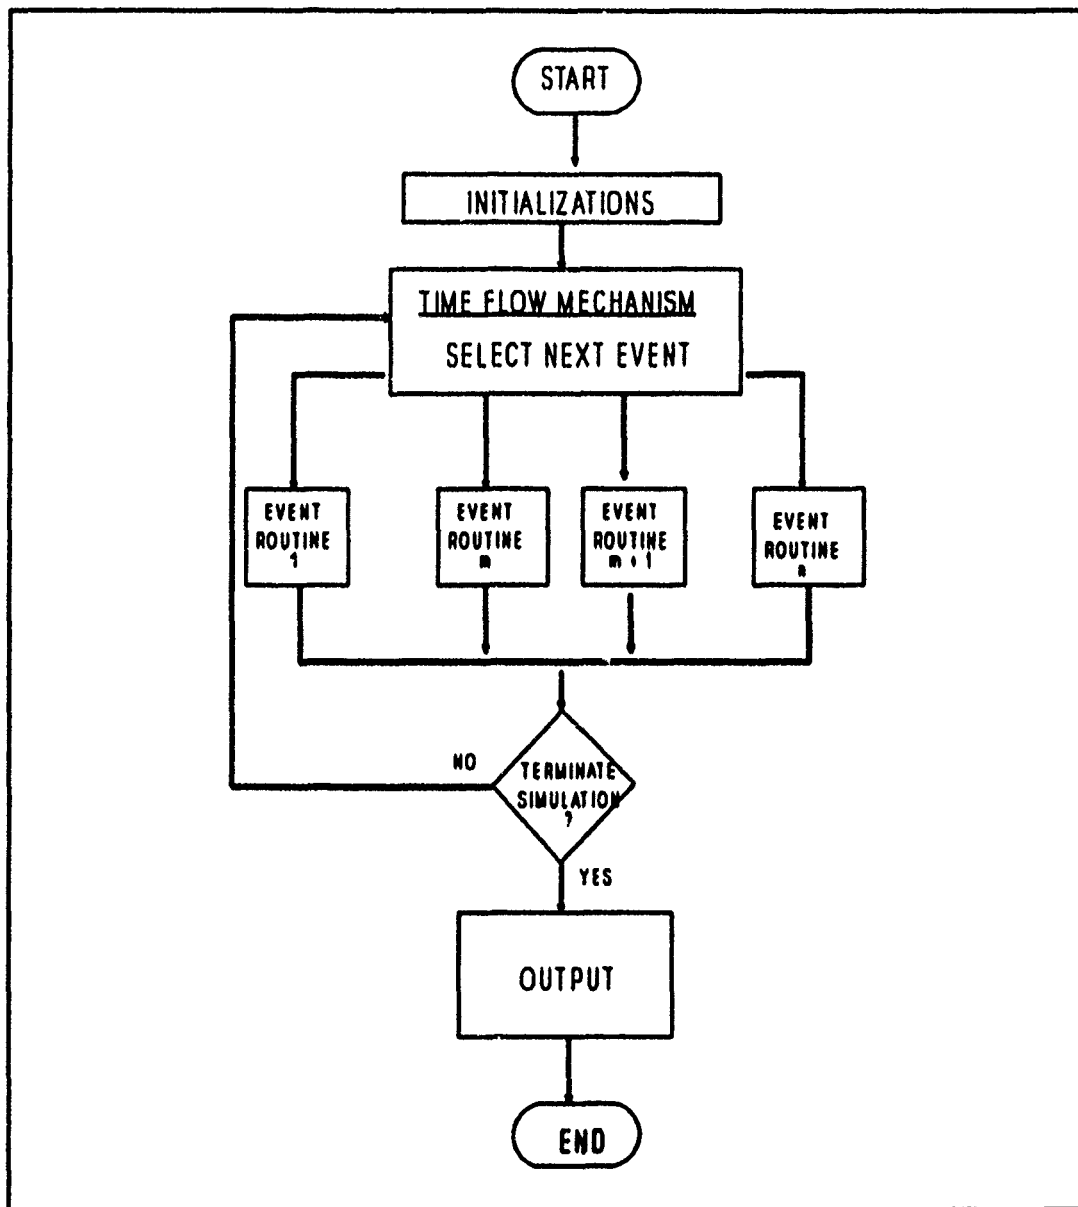 START
INITIALIZATIONS
TIME FLOW MECHANISM
SELECT NEXT EVENT
EVENT
ROUTINE
1
EVENT
ROUTINE
m
EVENT
ROUTINE
m + 1
EVENT
ROUTINE
n
NO
TERMINATE
SIMULATION
?
YES
OUTPUT
END